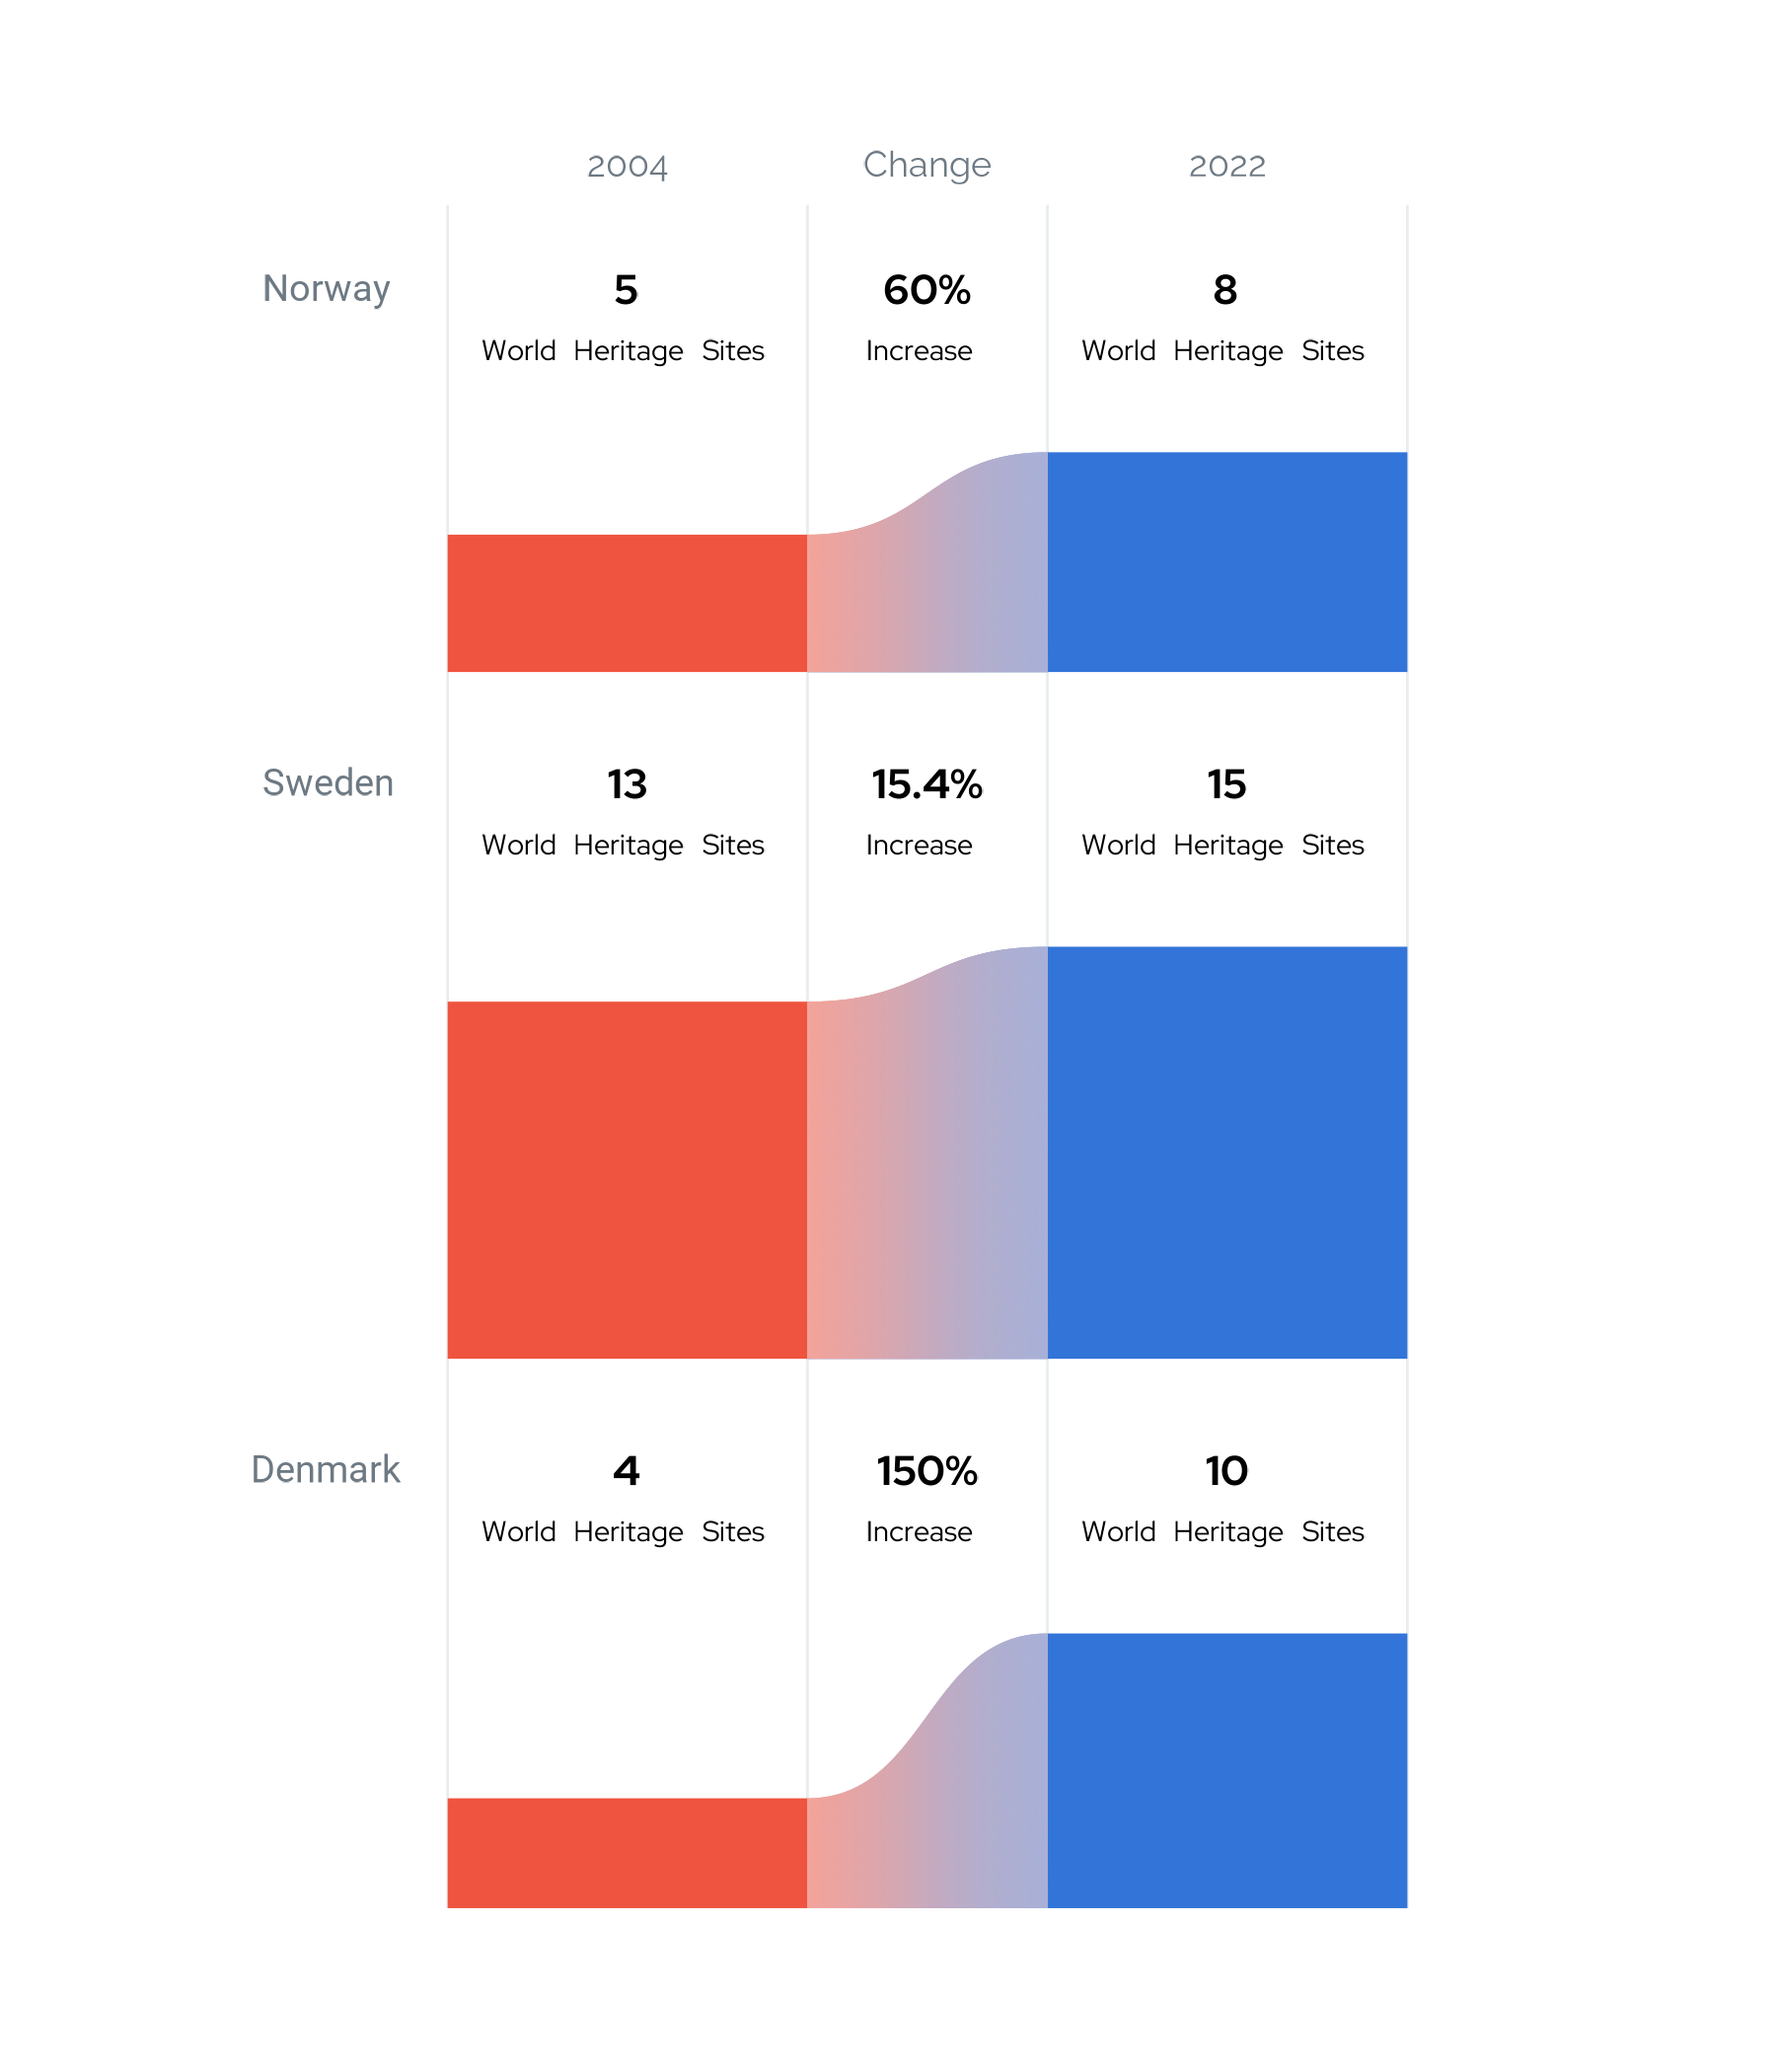 2004 Change 2022
Norway 5 60% 8
World Heritage Sites Increase World Heritage Sites
Sweden 13 15.4% 15
World Heritage Sites Increase World Heritage Sites
Denmark 4 150% 10
World Heritage Sites Increase World Heritage Sites